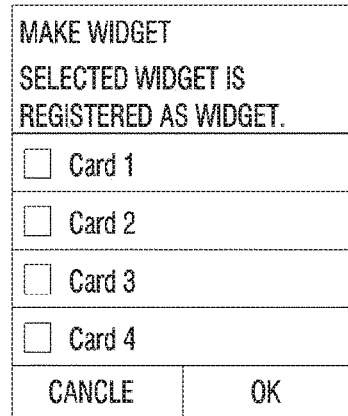 MAKE WIDGET
SELECTED WIDGET IS
REGISTERED AS WIDGET.
Card 1
Card 2
Card 3
Card 4
CANCLE OK